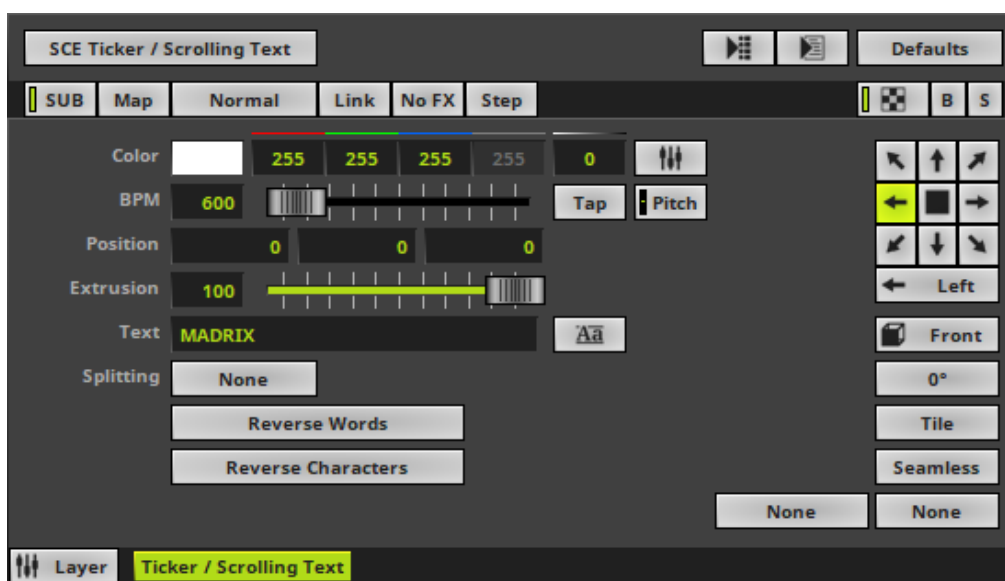 SCE Ticker / Scrolling Text Defaults
SUB Map Normal Link No FX Step B S
Color 255 255 255 255 0
BPM 600 Tap Pitch
Position 0 0 0
Extrusion 100 Left
Text MADRIX Aa Front
Splitting None 0°
Reverse Words Tile
Reverse Characters Seamless
None None
Layer Ticker / Scrolling Text